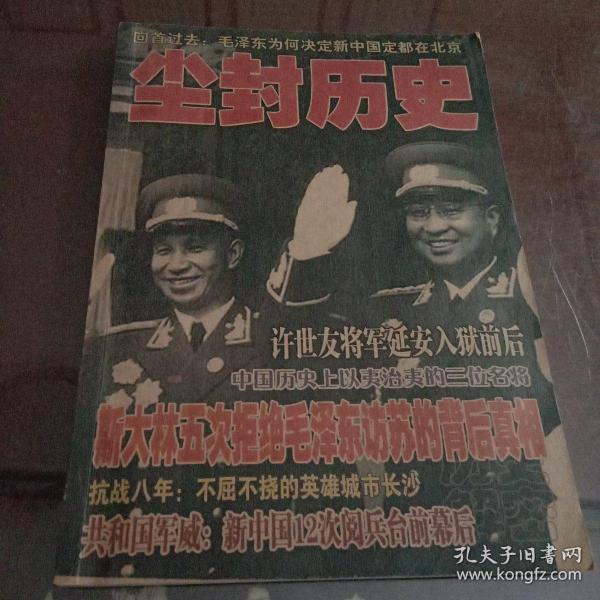 回首过去：毛泽东为何决定新中国定都在北京
尘封历史
许世友将军延安入狱前后
中国历史上以夷治夷的三位名将
斯大林五次拒绝毛泽东访苏的背后真相
抗战八年：不屈不挠的英雄城市长沙
共和国军威：新中国12次阅兵台前幕后
孔夫子旧书网
www.kongfz.com